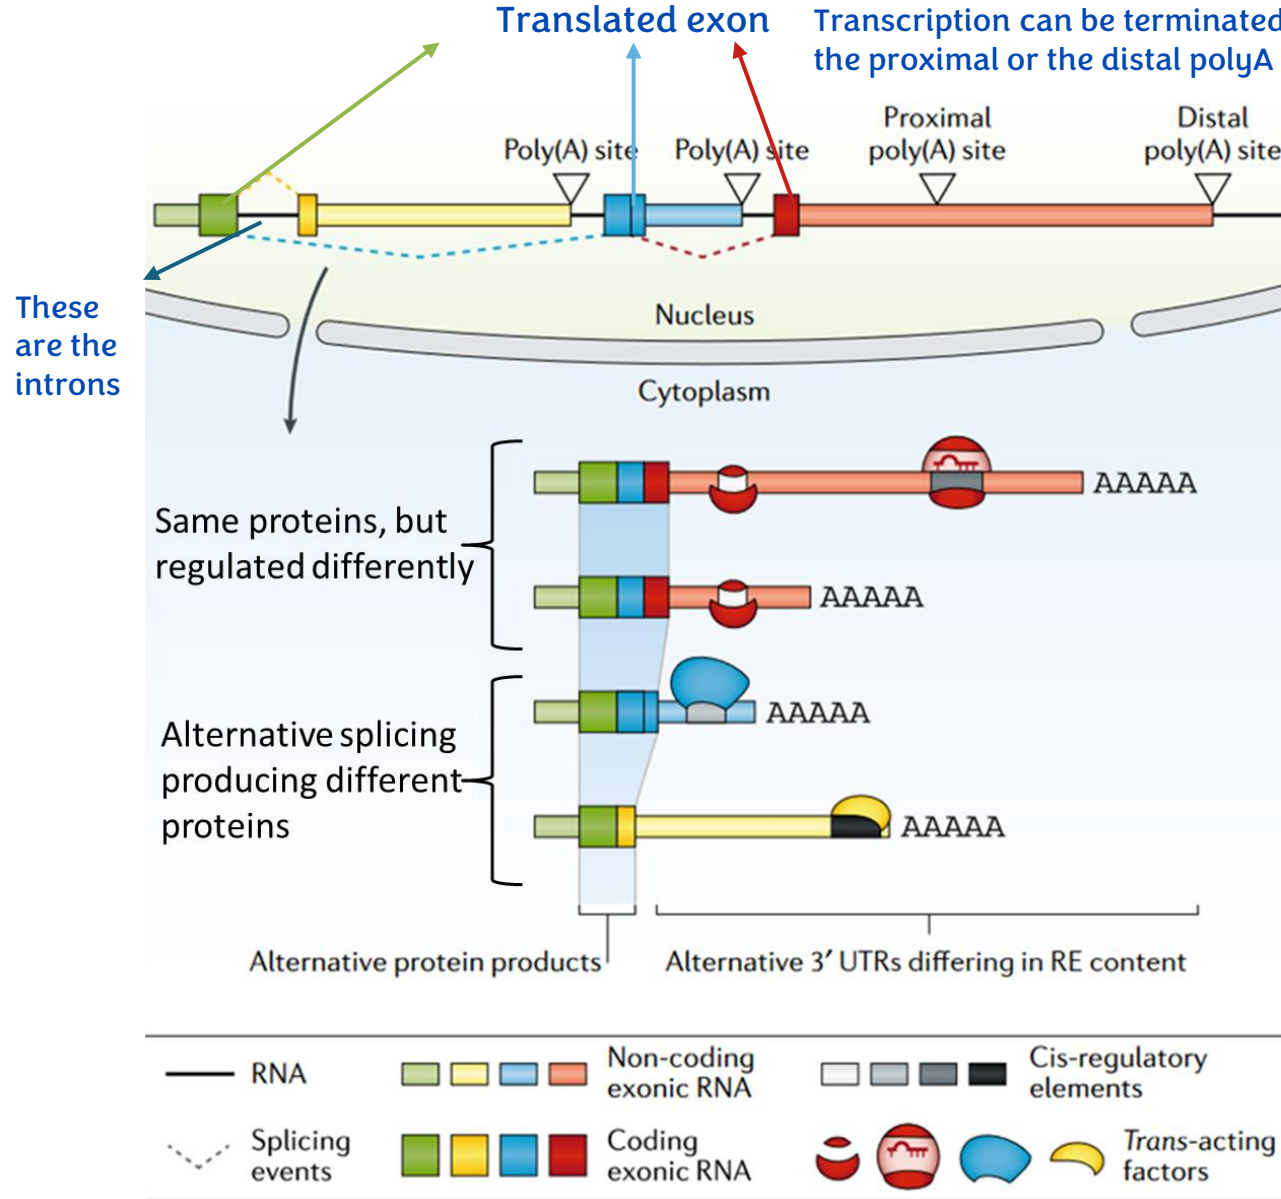 Translated exon
Transcription can be terminated
the proximal or the distal polyA
Poly(A) site
Poly(A) site
Proximal
poly(A) site
Distal
poly(A) site
These
are the
introns
Nucleus
Cytoplasm
Same proteins, but
regulated differently
AAAAA
AAAAA
Alternative splicing
producing different
proteins
AAAAA
AAAAA
Alternative protein products
Alternative 3′ UTRs differing in RE content
RNA
Non-coding
exonic RNA
Cis-regulatory
elements
Splicing
events
Coding
exonic RNA
Trans-acting
factors